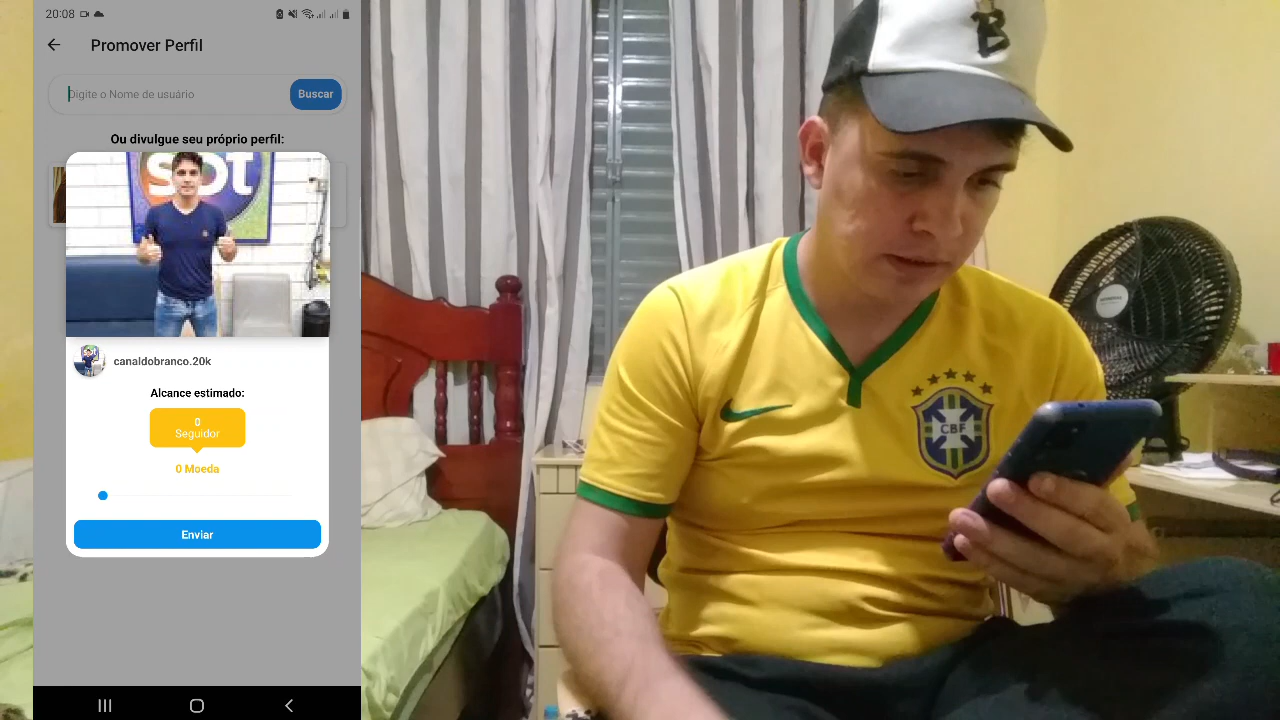 20:08
Promover Perfil
Digite o Nome de usuário
Buscar
Ou divulgue seu próprio perfil:
sbt
canaldobranco.20k
Alcance estimado:
0
Seguidor
0 Moeda
Enviar
B
CBF